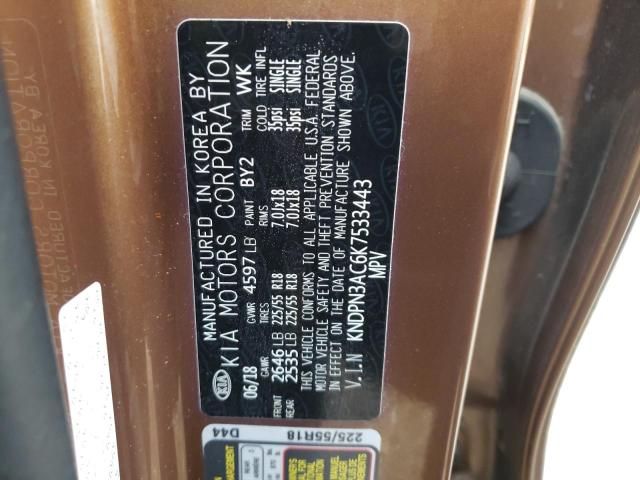 MANUFACTURED IN KOREA BY
KIA KIA MOTORS CORPORATION
06/18 GVWR 4597 LB PAINT BY2 TRIM WK
GAWR TIRES RIMS COLD TIRE INFL
FRONT 2646 LB 225/55 R18 7.0Jx18 35psi SINGLE
REAR 2535 LB 225/55 R18 7.0Jx18 35psi SINGLE
THIS VEHICLE CONFORMS TO ALL APPLICABLE U.S.A. FEDERAL
MOTOR VEHICLE SAFETY AND THEFT PREVENTION STANDARDS
IN EFFECT ON THE DATE OF MANUFACTURE SHOWN ABOVE.
V.I.N KNDPN3AC6K7533443
MPV
D44
225/55R18